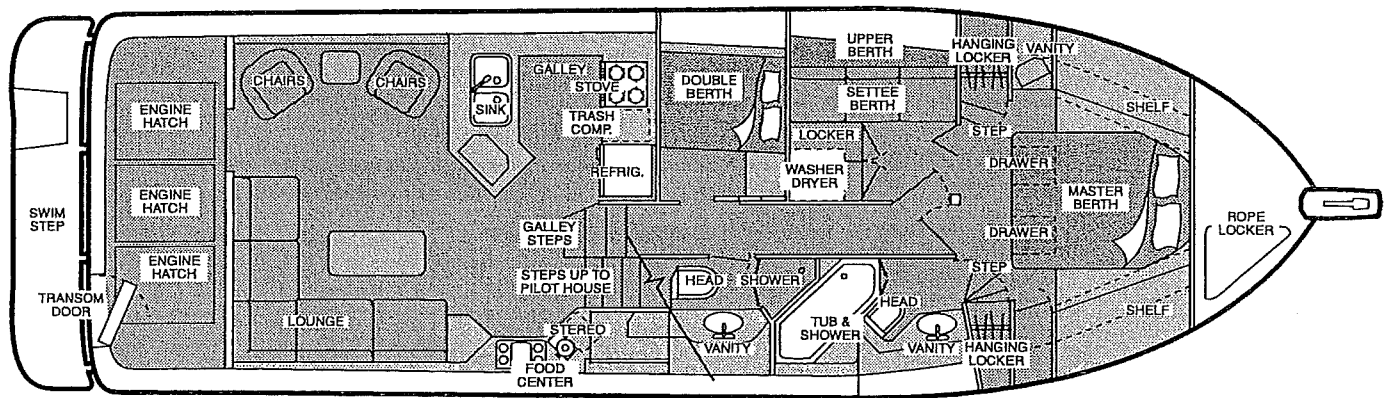 SWIM
STEP
TRANSOM
DOOR
ENGINE
HATCH
ENGINE
HATCH
ENGINE
HATCH
CHAIRS
CHAIRS
LOUNGE
SINK
GALLEY
STOVE
TRASH
COMP.
REFRIG.
GALLEY
STEPS
STEPS UP TO
PILOT HOUSE
STERED
FOOD
CENTER
DOUBLE
BERTH
UPPER
BERTH
SETTEE
BERTH
LOCKER
WASHER
DRYER
HEAD
SHOWER
VANITY
TUB &
SHOWER
HEAD
VANITY
HANGING
LOCKER
VANITY
STEP
SHELF
DRAWER
MASTER
BERTH
DRAWER
STEP
SHELF
HANGING
LOCKER
ROPE
LOCKER